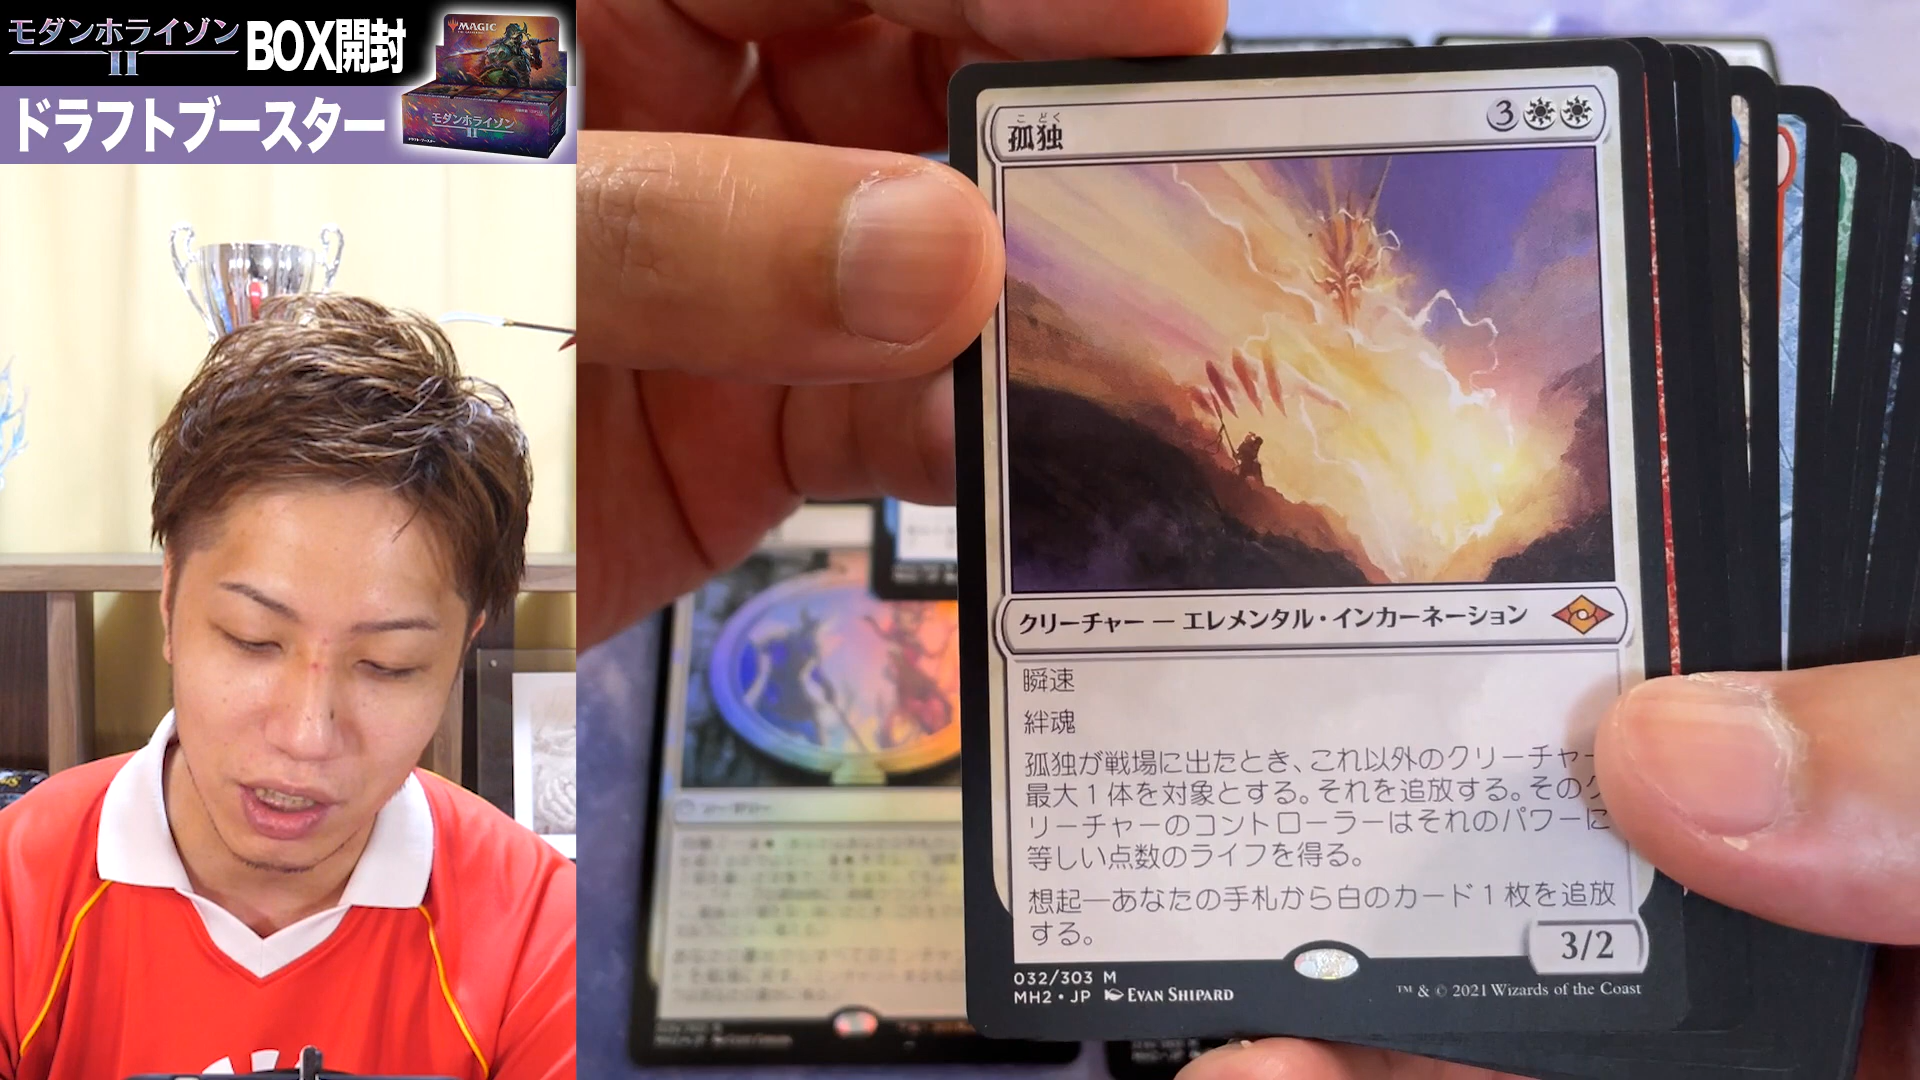 モダンホライゾン
II
BOX開封
ドラフトブースター
MAGIC
モダンホライゾン
II
ドラフトブースター
こどく
孤独
3
クリーチャー — エレメンタル・インカーネーション
瞬速
絆魂
孤独が戦場に出たとき、これ以外のクリーチャー
最大1体を対象とする。それを追放する。そのク
リーチャーのコントローラーはそれのパワーに
等しい点数のライフを得る。
想起—あなたの手札から白のカード1枚を追放
する。
3/2
032/303 M
MH2・JP EVAN SHIPARD
™ & © 2021 Wizards of the Coast